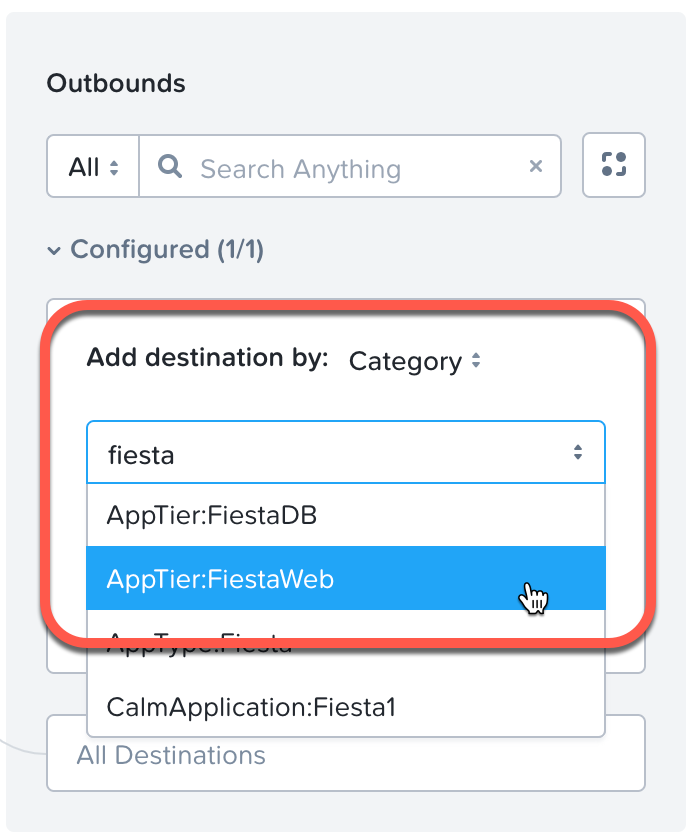 Outbounds
All Search Anything ×
Configured (1/1)
Add destination by: Category
fiesta
AppTier:FiestaDB
AppTier:FiestaWeb
AppType:Fiesta
CalmApplication:Fiesta1
All Destinations